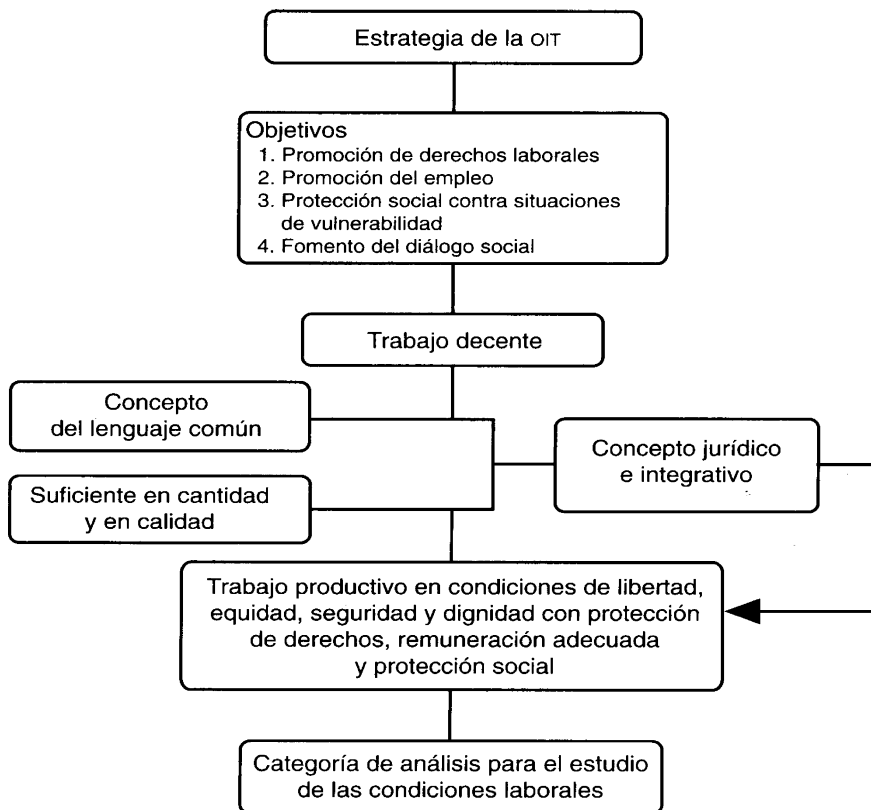 Estrategia de la OIT
Objetivos
1. Promoción de derechos laborales
2. Promoción del empleo
3. Protección social contra situaciones
de vulnerabilidad
4. Fomento del diálogo social
Trabajo decente
Concepto
del lenguaje común
Concepto jurídico
e integrativo
Suficiente en cantidad
y en calidad
Trabajo productivo en condiciones de libertad,
equidad, seguridad y dignidad con protección
de derechos, remuneración adecuada
y protección social
Categoría de análisis para el estudio
de las condiciones laborales